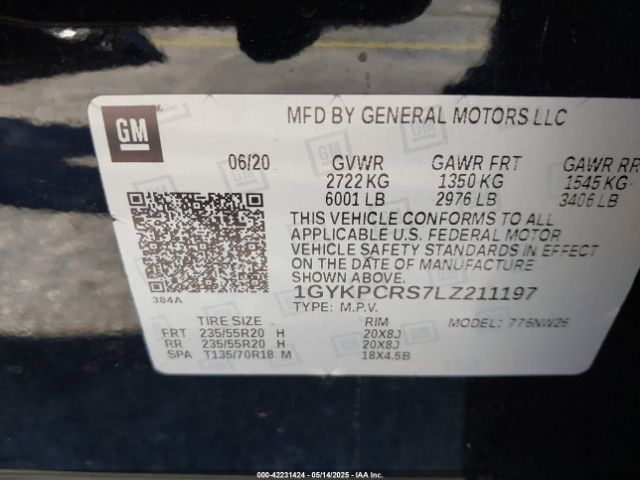 GM
MFD BY GENERAL MOTORS LLC
06/20 GVWR GAWR FRT GAWR RR
2722 KG 1350 KG 1545 KG
6001 LB 2976 LB 3406 LB
THIS VEHICLE CONFORMS TO ALL
APPLICABLE U.S. FEDERAL MOTOR
VEHICLE SAFETY STANDARDS IN EFFECT
ON THE DATE OF MANUFACTURE
SHOWN ABOVE.
384A
1GYKPCRS7LZ211197
TYPE: M.P.V.
TIRE SIZE RIM MODEL: 776NW26
FRT 235/55R20 H 20X8J
RR 235/55R20 H 20X8J
SPA T135/70R18 M 18X4.5B
000-42231424 | 05/14/2025 - IAA Inc.